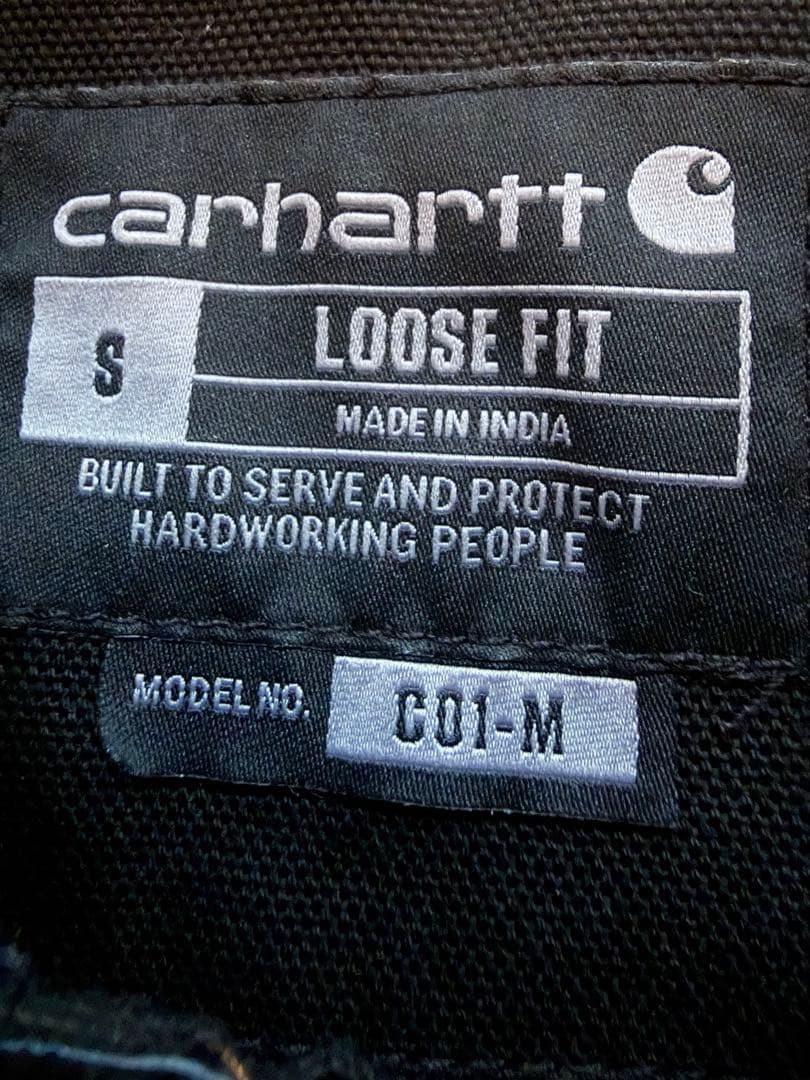 carhartt
S LOOSE FIT
MADE IN INDIA
BUILT TO SERVE AND PROTECT
HARDWORKING PEOPLE
MODEL NO. C01-M